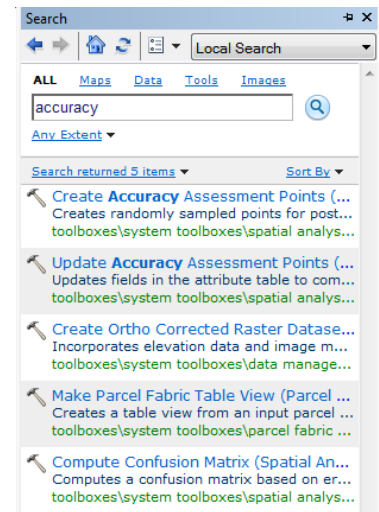 Search
Local Search
ALL Maps Data Tools Images
accuracy
Any Extent
Search returned 5 items Sort By
Create Accuracy Assessment Points (...
Creates randomly sampled points for post...
toolboxes\system toolboxes\spatial analys...
Update Accuracy Assessment Points (...
Updates fields in the attribute table to com...
toolboxes\system toolboxes\spatial analys...
Create Ortho Corrected Raster Datase...
Incorporates elevation data and image m...
toolboxes\system toolboxes\data manage...
Make Parcel Fabric Table View (Parcel ...
Creates a table view from an input parcel ...
toolboxes\system toolboxes\parcel fabric ...
Compute Confusion Matrix (Spatial An...
Computes a confusion matrix based on er...
toolboxes\system toolboxes\spatial analys...